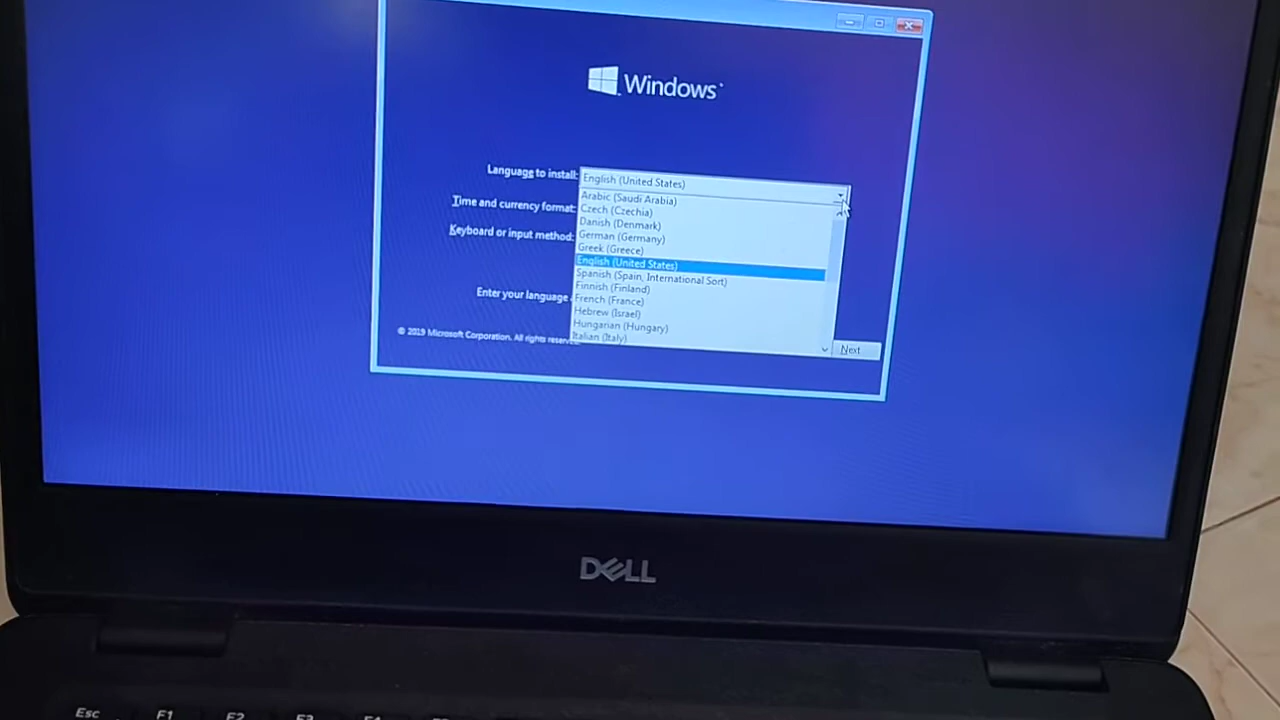 Windows
Language to install: English (United States)
Arabic (Saudi Arabia)
Czech (Czechia)
Time and currency format:
Danish (Denmark)
German (Germany)
Keyboard or input method:
Greek (Greece)
English (United States)
Spanish (Spain, International Sort)
Finnish (Finland)
Enter your language
French (France)
Hebrew (Israel)
Hungarian (Hungary)
Italian (Italy)
© 2019 Microsoft Corporation. All rights
Next
DELL
Esc F1 F2 F3